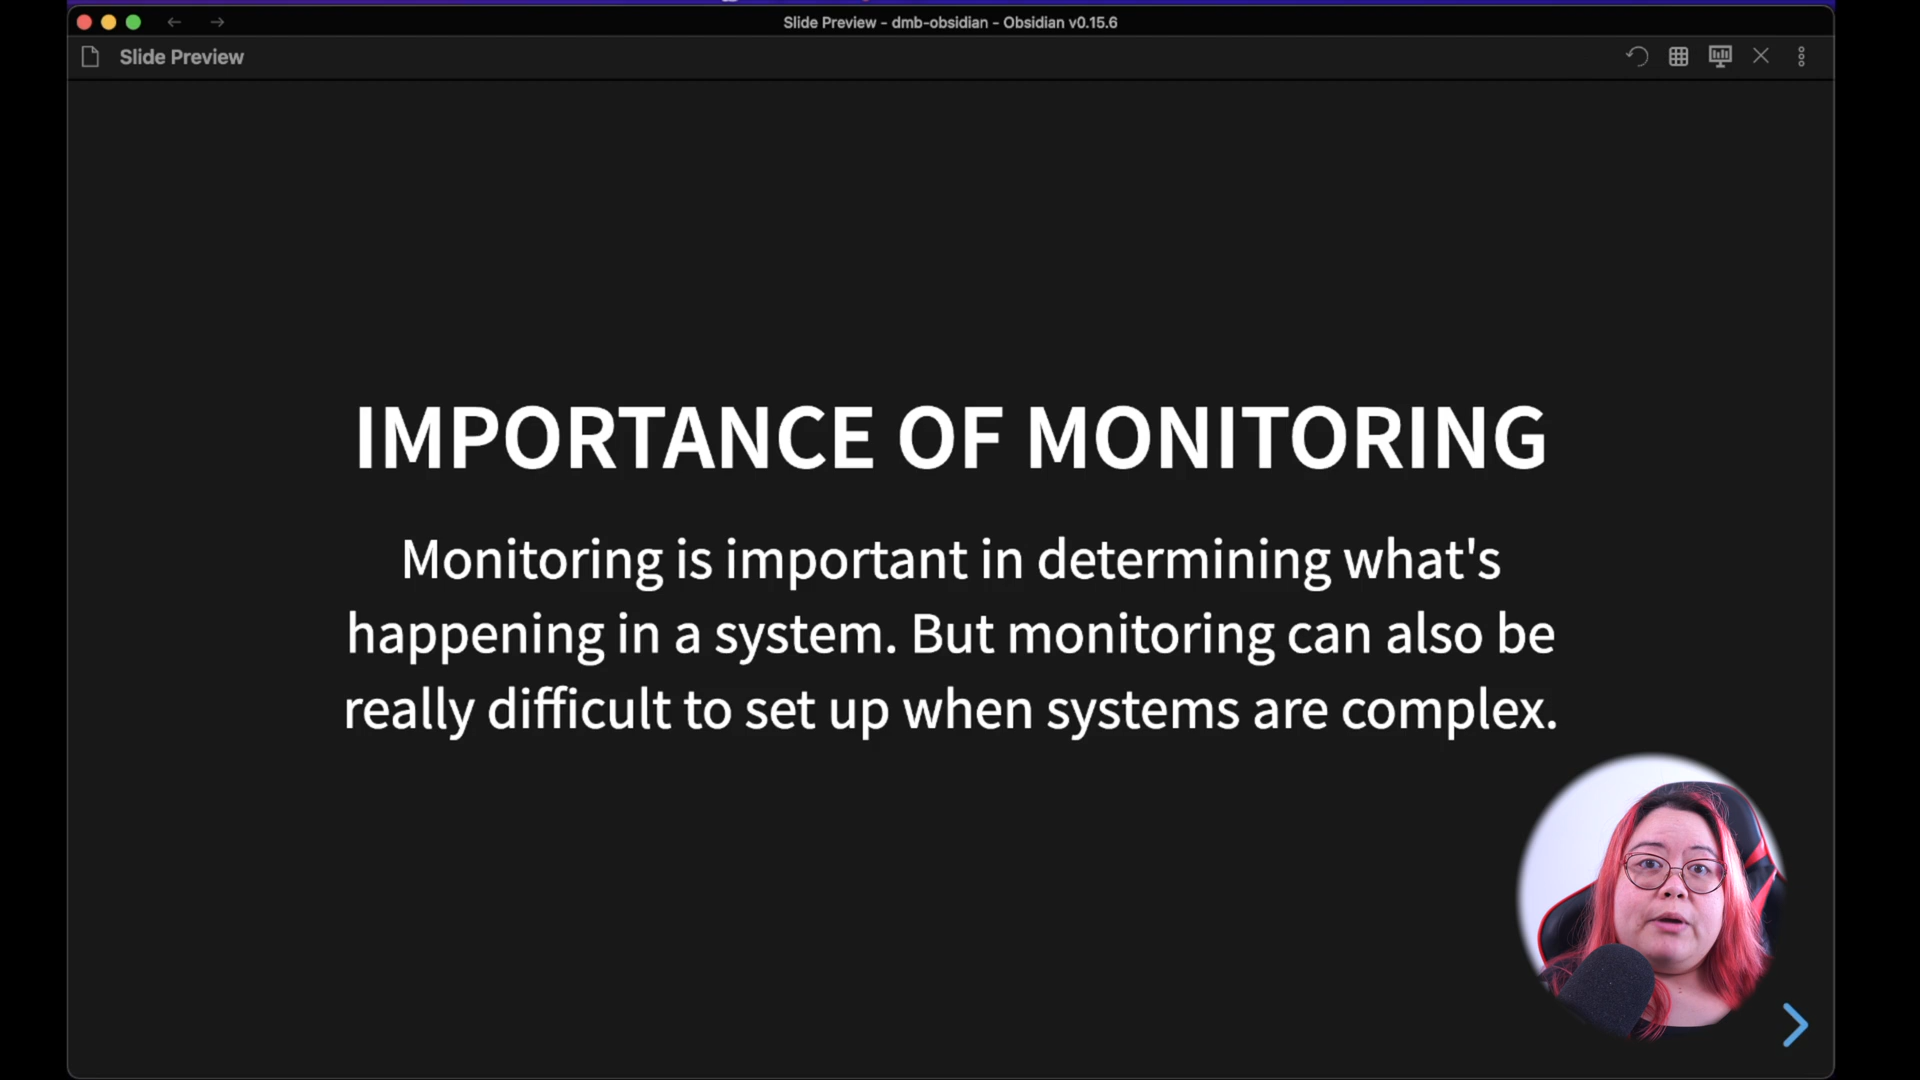 Slide Preview - dmb-obsidian - Obsidian v0.15.6
Slide Preview
IMPORTANCE OF MONITORING
Monitoring is important in determining what's
happening in a system. But monitoring can also be
really difficult to set up when systems are complex.